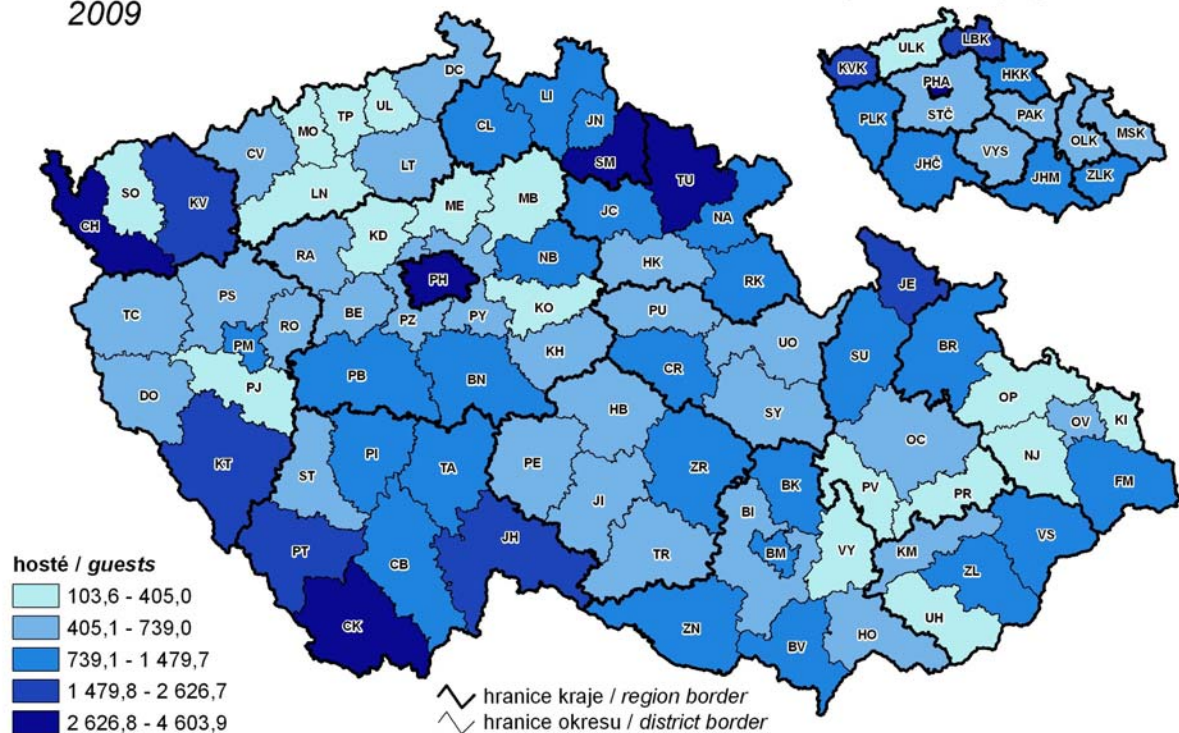 2009
DC
UL
TP
MO
LI
CL
JN
CV
LT
SM
TU
SO
KV
LN
ME
MB
JC
NA
CH
KD
RA
NB
HK
PH
RK
KO
JE
TC
PS
BE
PZ
PY
PU
RO
PM
KH
UO
SU
BR
PB
BN
CR
PJ
DO
OP
HB
SY
OV
KI
OC
KT
ST
PI
TA
PE
ZR
NJ
BK
PV
PR
FM
JI
BI
JH
VS
PT
CB
TR
BM
VY
KM
ZL
CK
UH
ZN
BV
HO
ULK
LBK
KVK
PHA
HKK
STČ
PLK
PAK
MSK
OLK
VYS
JHČ
JHM
ZLK
hosté / guests
103,6 - 405,0
405,1 - 739,0
739,1 - 1 479,7
1 479,8 - 2 626,7
2 626,8 - 4 603,9
hranice kraje / region border
hranice okresu / district border